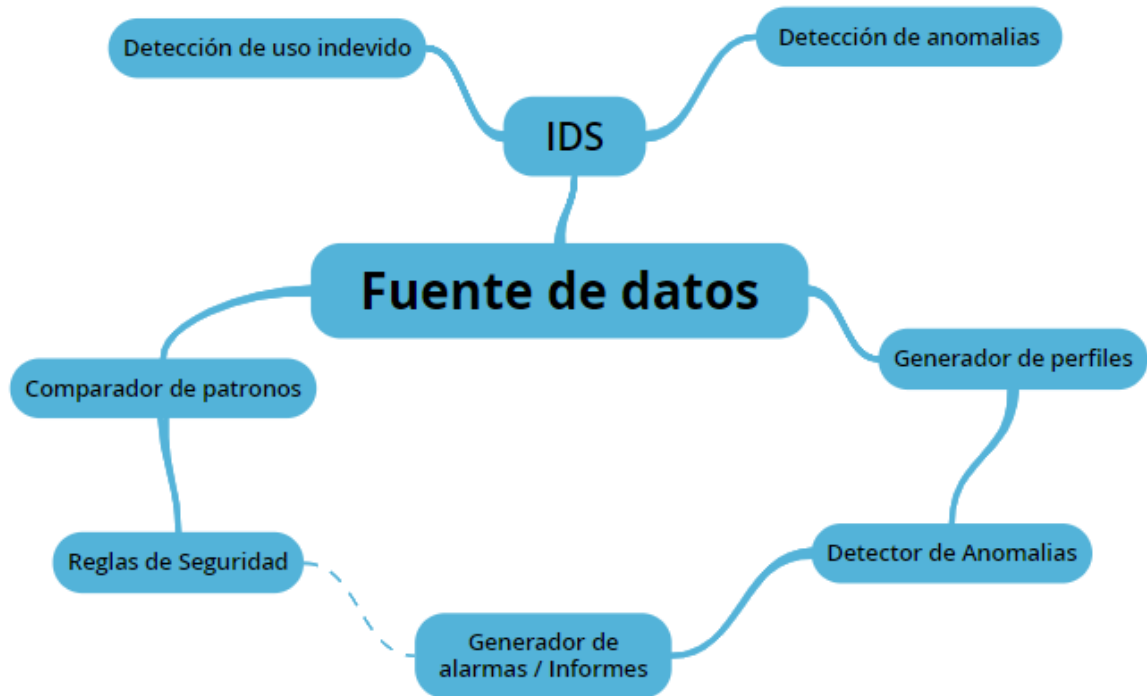 Detección de uso indevido
Detección de anomalias
IDS
Fuente de datos
Generador de perfiles
Comparador de patronos
Detector de Anomalias
Reglas de Seguridad
Generador de
alarmas / Informes